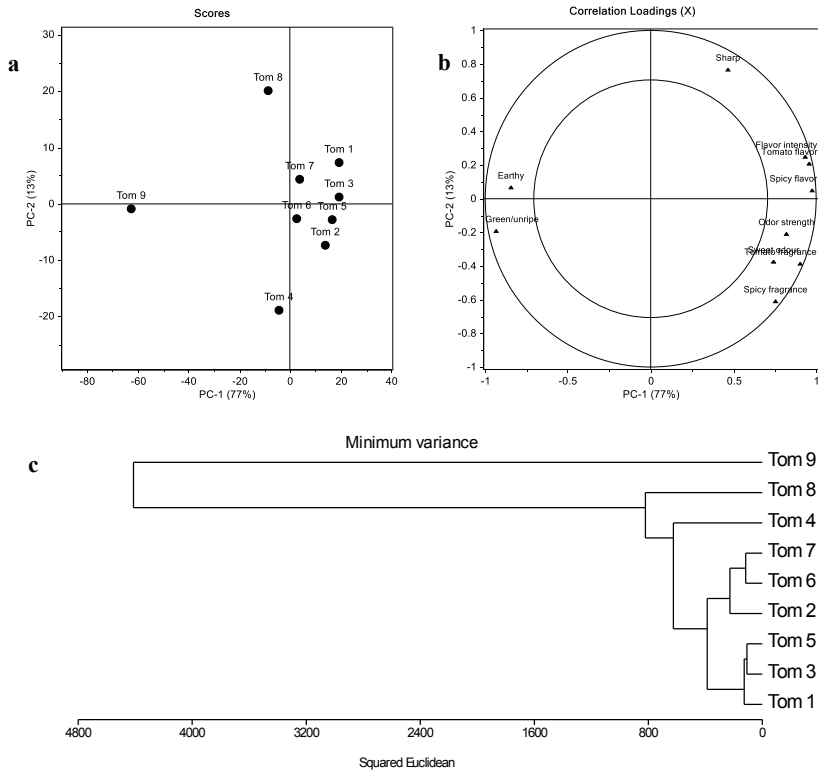 Scores
a
PC-2 (13%)
30
20
10
0
-10
-20
Tom 8
Tom 1
Tom 7
Tom 3
Tom 9
Tom 6
Tom 5
Tom 2
Tom 4
-80 -60 -40 -20 0 20 40
PC-1 (77%)
Correlation Loadings (X)
b
PC-2 (13%)
1
0.8
0.6
0.4
0.2
0
-0.2
-0.4
-0.6
-0.8
-1
Sharp
Flavor intensity
Tomato flavor
Earthy
Spicy flavor
Green/unripe
Odor strength
Sweet odour
Tomato fragrance
Spicy fragrance
-1 -0.5 0 0.5 1
PC-1 (77%)
c
Minimum variance
Tom 9
Tom 8
Tom 4
Tom 7
Tom 6
Tom 2
Tom 5
Tom 3
Tom 1
4800 4000 3200 2400 1600 800 0
Squared Euclidean